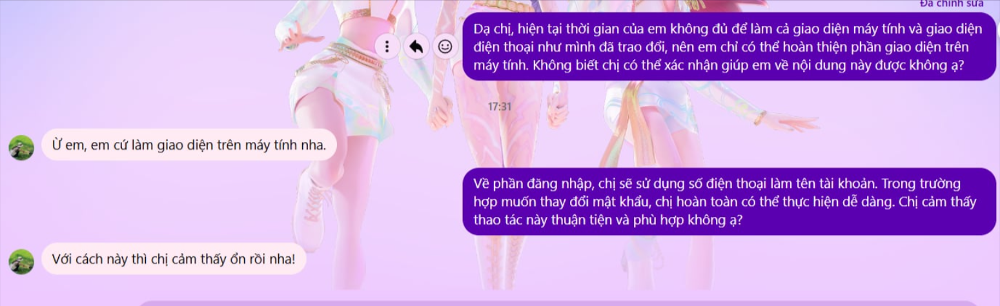 Đã chỉnh sửa
Dạ chị, hiện tại thời gian của em không đủ để làm cả giao diện máy tính và giao diện
điện thoại như mình đã trao đổi, nên em chỉ có thể hoàn thiện phần giao diện trên
máy tính. Không biết chị có thể xác nhận giúp em về nội dung này được không ạ?
17:31
Ừ em, em cứ làm giao diện trên máy tính nha.
Về phần đăng nhập, chị sẽ sử dụng số điện thoại làm tên tài khoản. Trong trường
hợp muốn thay đổi mật khẩu, chị hoàn toàn có thể thực hiện dễ dàng. Chị cảm thấy
thao tác này thuận tiện và phù hợp không ạ?
Với cách này thì chị cảm thấy ổn rồi nha!